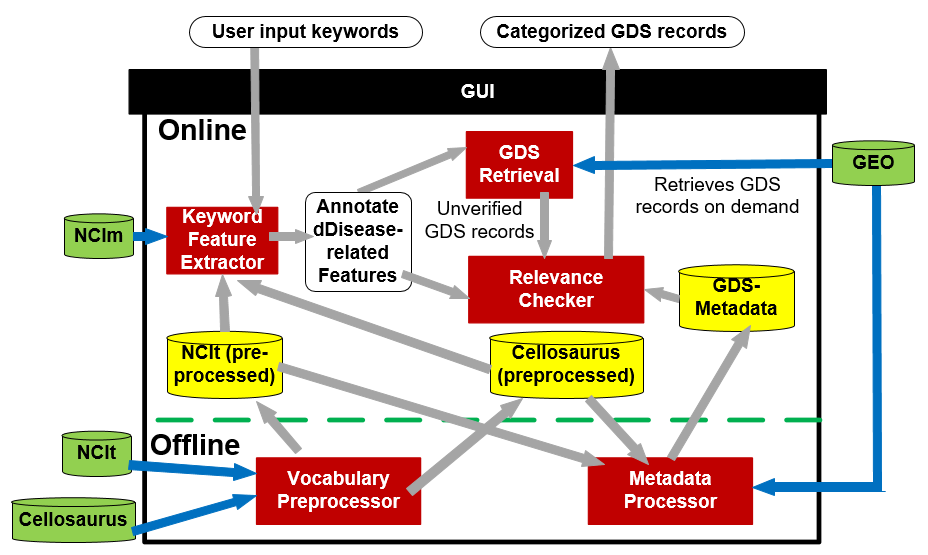 User input keywords
Categorized GDS records
GUI
Online
GDS
Retrieval
GEO
Retrieves GDS
records on demand
Annotate
dDisease-
related
Features
Unverified
GDS records
Keyword
Feature
Extractor
NCIm
Relevance
Checker
GDS-
Metadata
NCIt (pre-
processed)
Cellosaurus
(preprocessed)
Offline
NCIt
Vocabulary
Preprocessor
Metadata
Processor
Cellosaurus